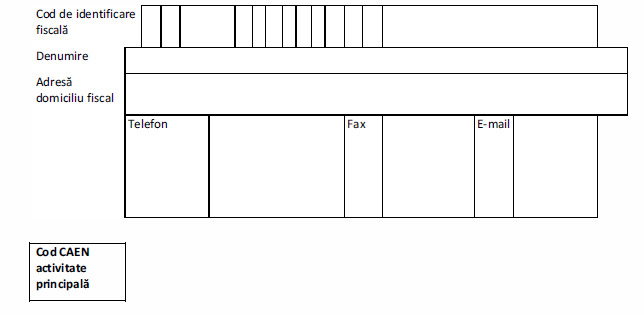 Cod de identificare
fiscală
Denumire
Adresă
domiciliu fiscal
Telefon Fax E-mail
Cod CAEN
activitate
principală